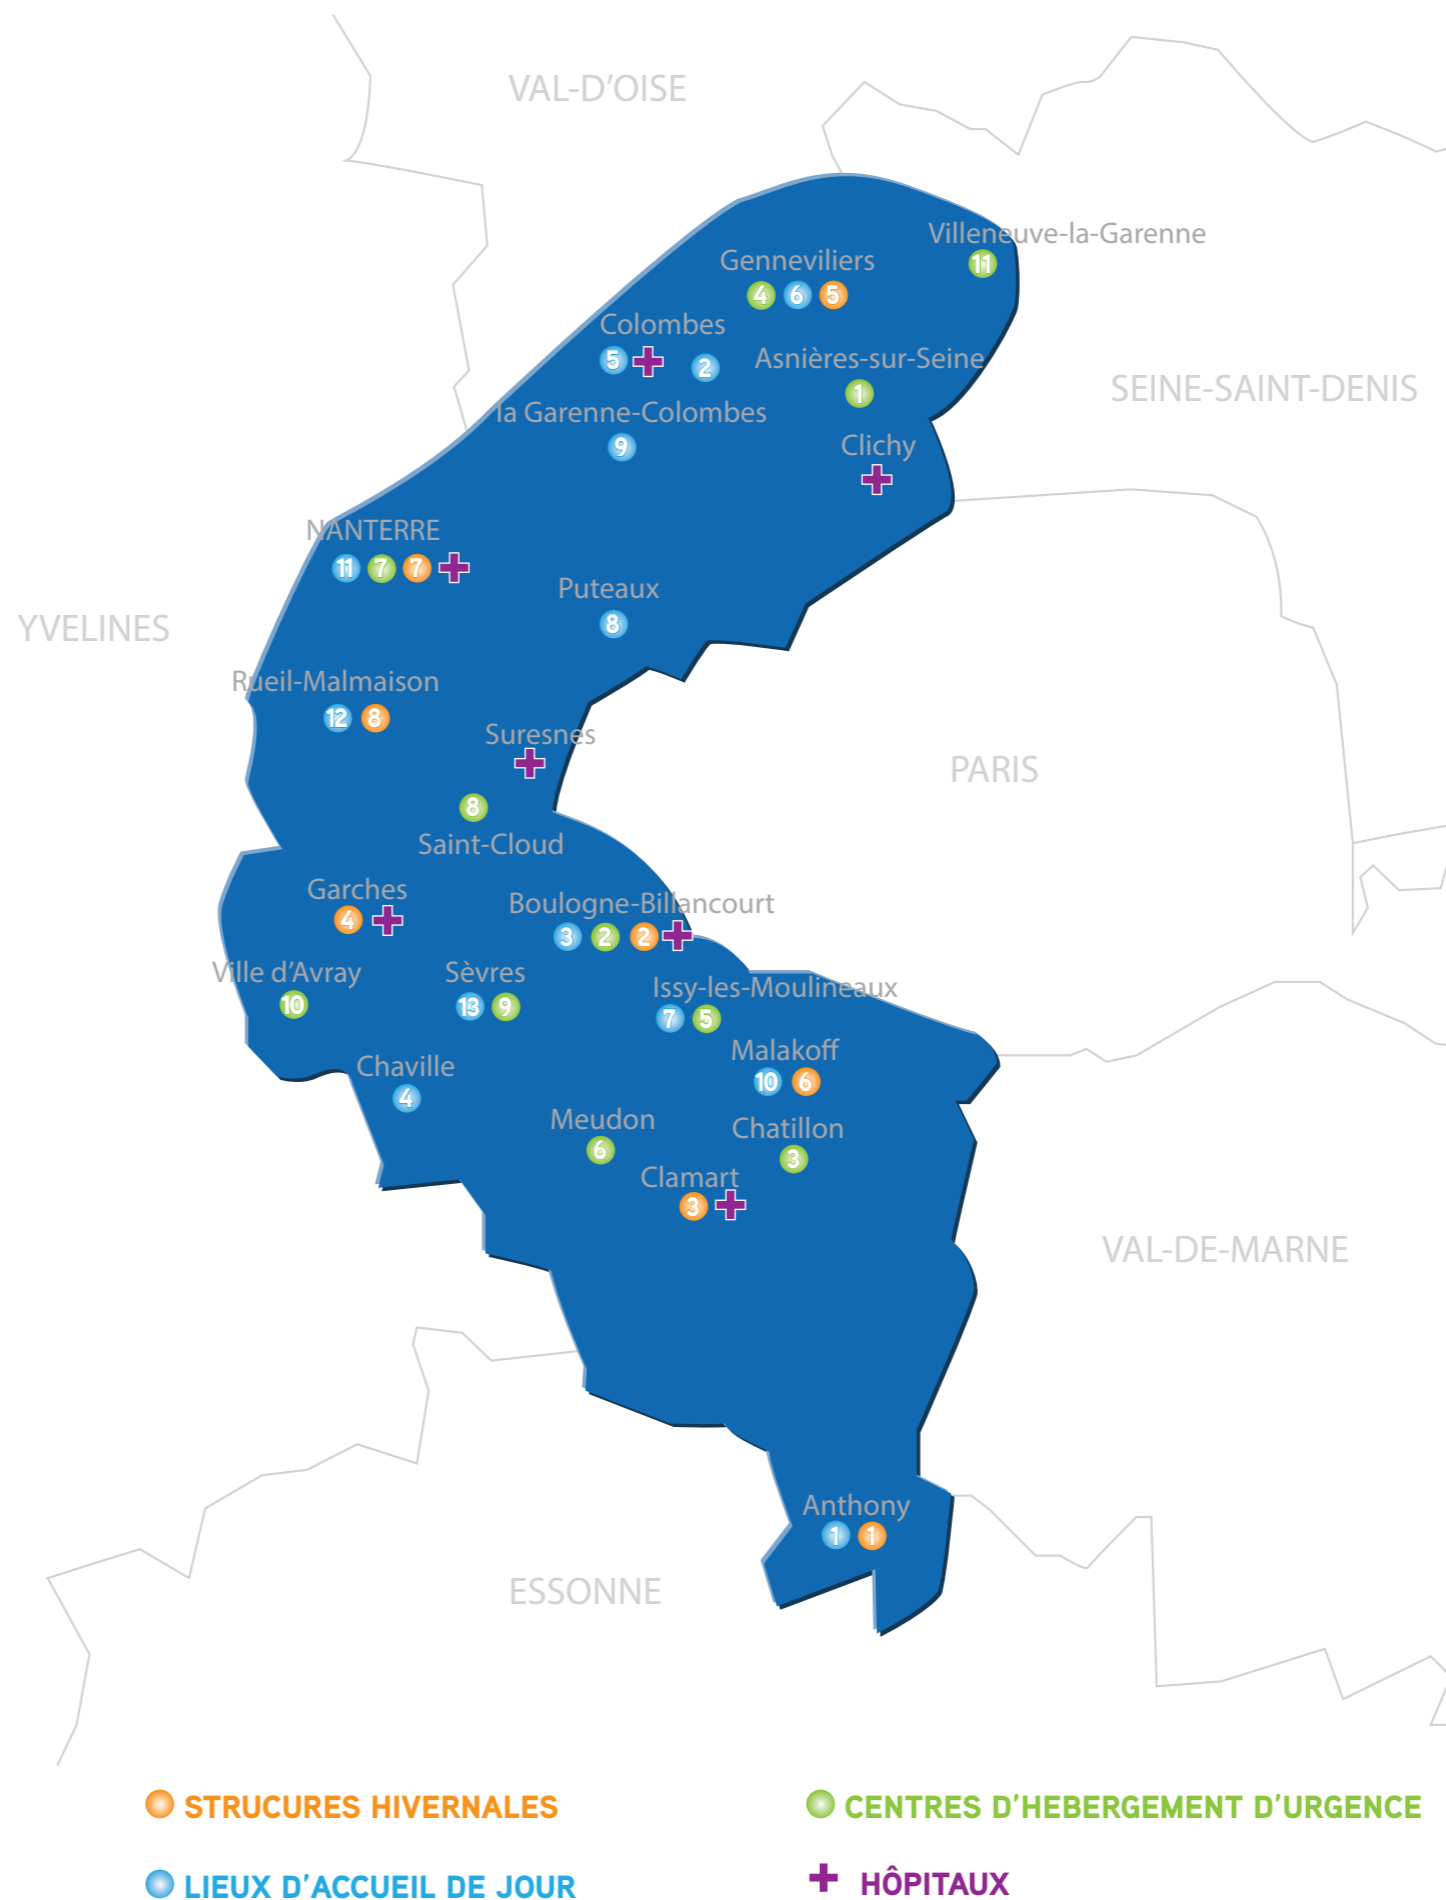 VAL-D'OISE
Villeneuve-la-Garenne
11
Genneviliers
4 6 5
Colombes
5 2
Asnières-sur-Seine
1
SEINE-SAINT-DENIS
la Garenne-Colombes
9
Clichy
NANTERRE
11 7 7
Puteaux
8
YVELINES
Rueil-Malmaison
12 8
Suresnes
PARIS
8
Saint-Cloud
Garches
4
Boulogne-Billancourt
3 2 2
Ville d'Avray
10
Sèvres
13 9
Issy-les-Moulineaux
7 5
Malakoff
10 6
Chaville
4
Meudon
6
Chatillon
3
Clamart
3
VAL-DE-MARNE
Anthony
1 1
ESSONNE
STRUCURES HIVERNALES
CENTRES D'HEBERGEMENT D'URGENCE
LIEUX D'ACCUEIL DE JOUR
HÔPITAUX